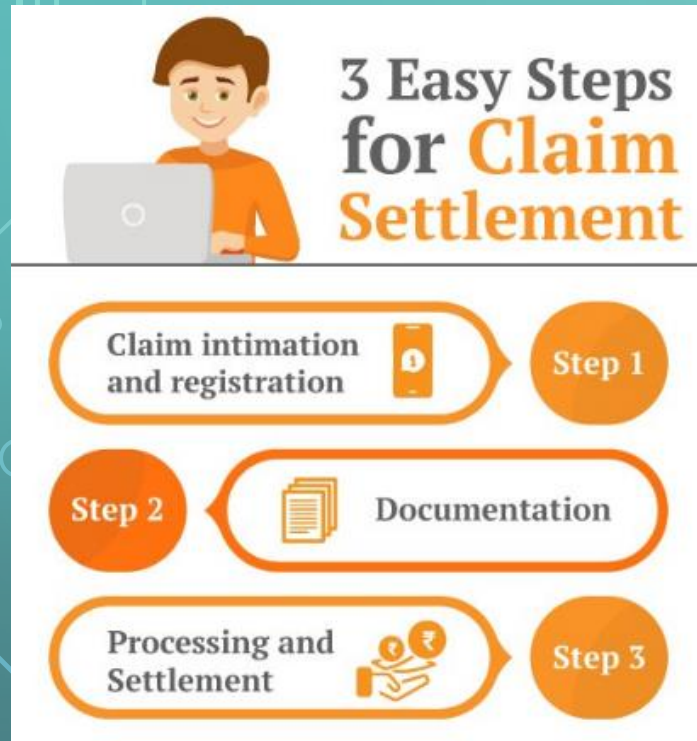 3 Easy Steps
for Claim
Settlement
Claim intimation
and registration
Step 1
Step 2
Documentation
Processing and
Settlement
Step 3